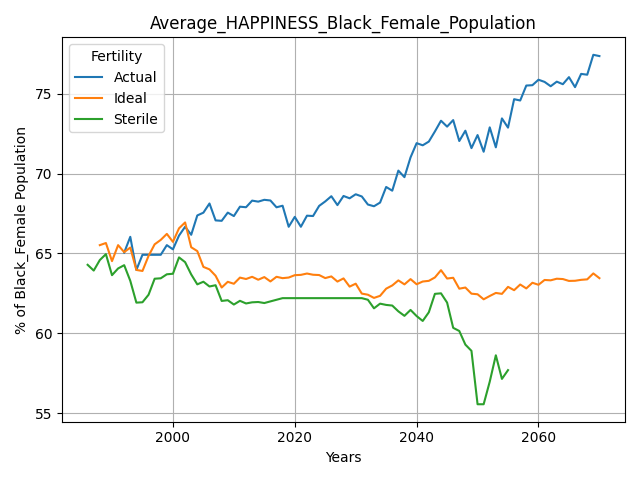 Average_HAPPINESS_Black_Female_Population
Fertility
Actual
Ideal
Sterile
% of Black_Female Population
75
70
65
60
55
2000
2020
2040
2060
Years